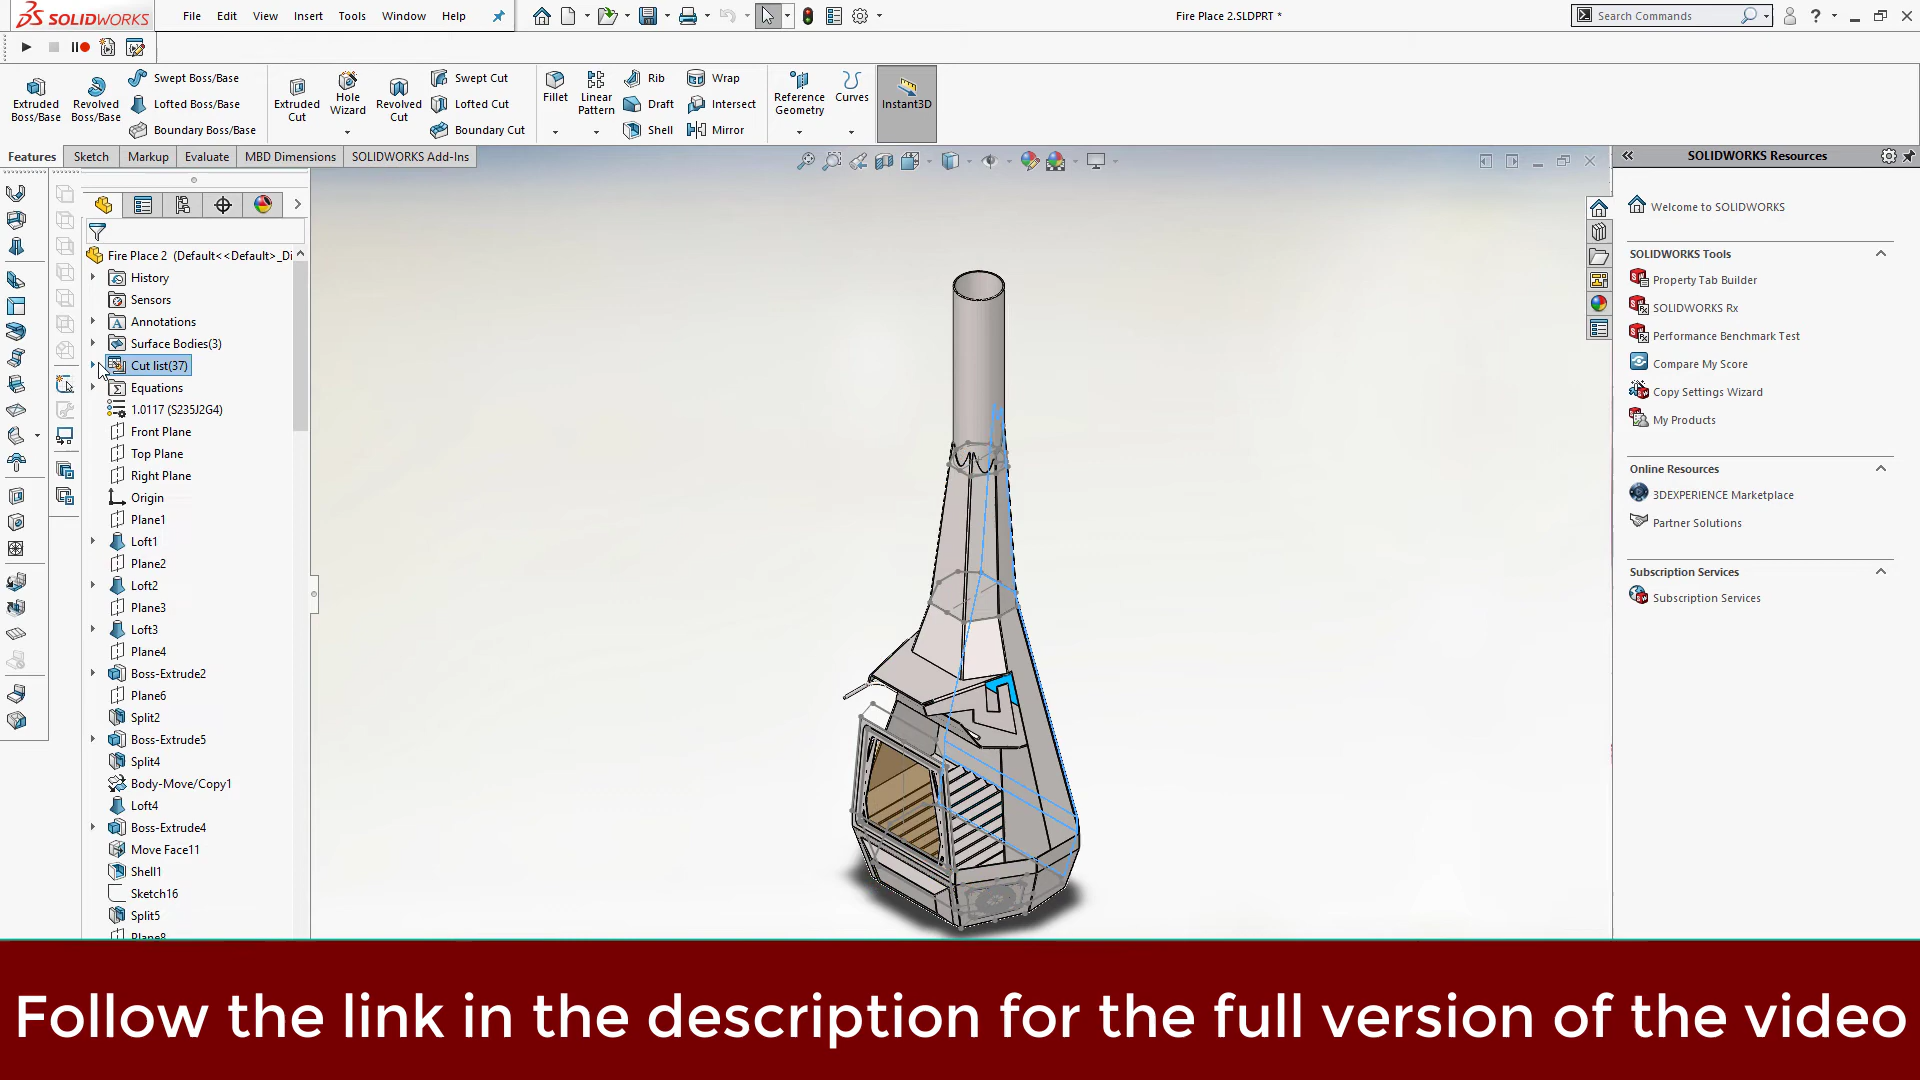 SOLIDWORKS
File Edit View Insert Tools Window Help
Fire Place 2.SLDPRT *
Search Commands
Extruded Boss/Base
Revolved Boss/Base
Swept Boss/Base
Lofted Boss/Base
Boundary Boss/Base
Extruded Cut
Hole Wizard
Revolved Cut
Swept Cut
Lofted Cut
Boundary Cut
Fillet
Linear Pattern
Rib
Draft
Shell
Wrap
Intersect
Mirror
Reference Geometry
Curves
Instant3D
Features Sketch Markup Evaluate MBD Dimensions SOLIDWORKS Add-Ins
Fire Place 2 (Default<<Default>_Di
History
Sensors
Annotations
Surface Bodies(3)
Cut list(37)
Equations
1.0117 (S235J2G4)
Front Plane
Top Plane
Right Plane
Origin
Plane1
Loft1
Plane2
Loft2
Plane3
Loft3
Plane4
Boss-Extrude2
Plane6
Split2
Boss-Extrude5
Split4
Body-Move/Copy1
Loft4
Boss-Extrude4
Move Face11
Shell1
Sketch16
Split5
Plane8
SOLIDWORKS Resources
Welcome to SOLIDWORKS
SOLIDWORKS Tools
Property Tab Builder
SOLIDWORKS Rx
Performance Benchmark Test
Compare My Score
Copy Settings Wizard
My Products
Online Resources
3DEXPERIENCE Marketplace
Partner Solutions
Subscription Services
Subscription Services
Follow the link in the description for the full version of the video